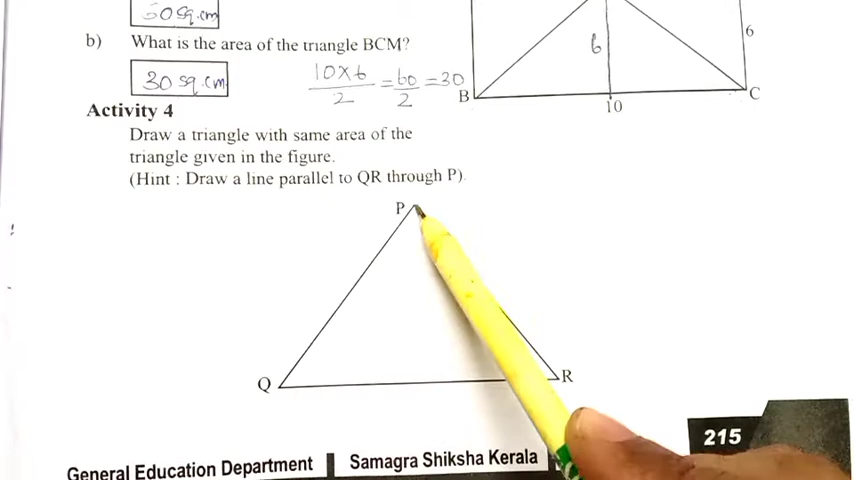 50 sq.cm
b) What is the area of the triangle BCM?
30 sq.cm
10×6/2 = 60/2 = 30
6
6
B
10
C
Activity 4
Draw a triangle with same area of the
triangle given in the figure.
(Hint : Draw a line parallel to QR through P).
P
Q
R
215
General Education Department
Samagra Shiksha Kerala